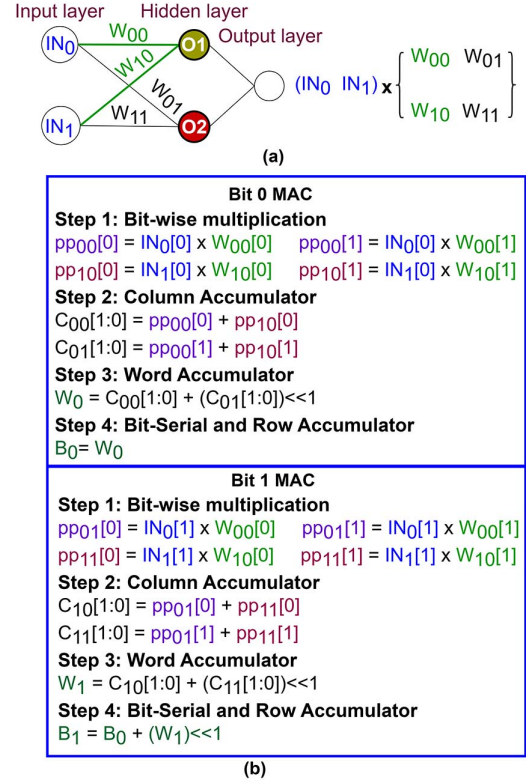 Input layer Hidden layer
Output layer
IN0 W00 O1
W10
W01
IN1 W11 O2
(IN0 IN1) x { W00 W01
W10 W11 }
(a)
Bit 0 MAC
Step 1: Bit-wise multiplication
pp00[0] = IN0[0] x W00[0] pp00[1] = IN0[0] x W00[1]
pp10[0] = IN1[0] x W10[0] pp10[1] = IN1[0] x W10[1]
Step 2: Column Accumulator
C00[1:0] = pp00[0] + pp10[0]
C01[1:0] = pp00[1] + pp10[1]
Step 3: Word Accumulator
W0 = C00[1:0] + (C01[1:0])<<1
Step 4: Bit-Serial and Row Accumulator
B0= W0
Bit 1 MAC
Step 1: Bit-wise multiplication
pp01[0] = IN0[1] x W00[0] pp01[1] = IN0[1] x W00[1]
pp11[0] = IN1[1] x W10[0] pp11[1] = IN1[1] x W10[1]
Step 2: Column Accumulator
C10[1:0] = pp01[0] + pp11[0]
C11[1:0] = pp01[1] + pp11[1]
Step 3: Word Accumulator
W1 = C10[1:0] + (C11[1:0])<<1
Step 4: Bit-Serial and Row Accumulator
B1 = B0 + (W1)<<1
(b)